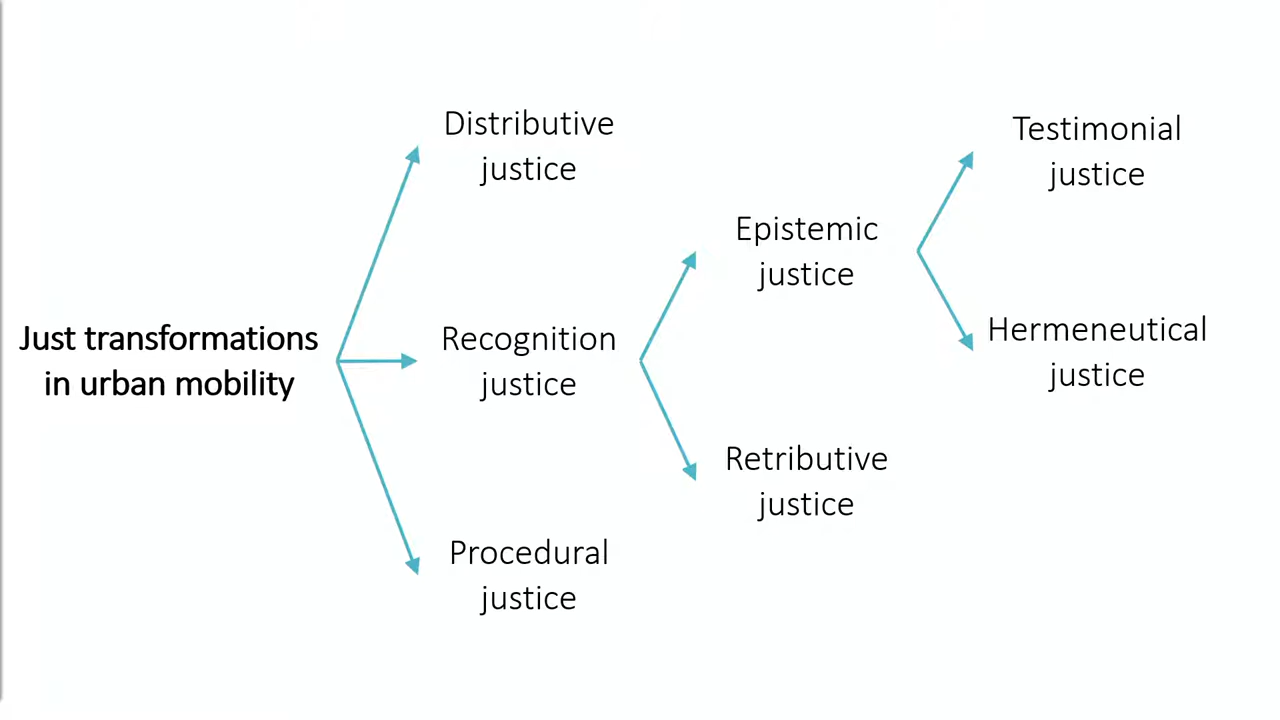 Just transformations
in urban mobility
Distributive
justice
Recognition
justice
Procedural
justice
Epistemic
justice
Retributive
justice
Testimonial
justice
Hermeneutical
justice